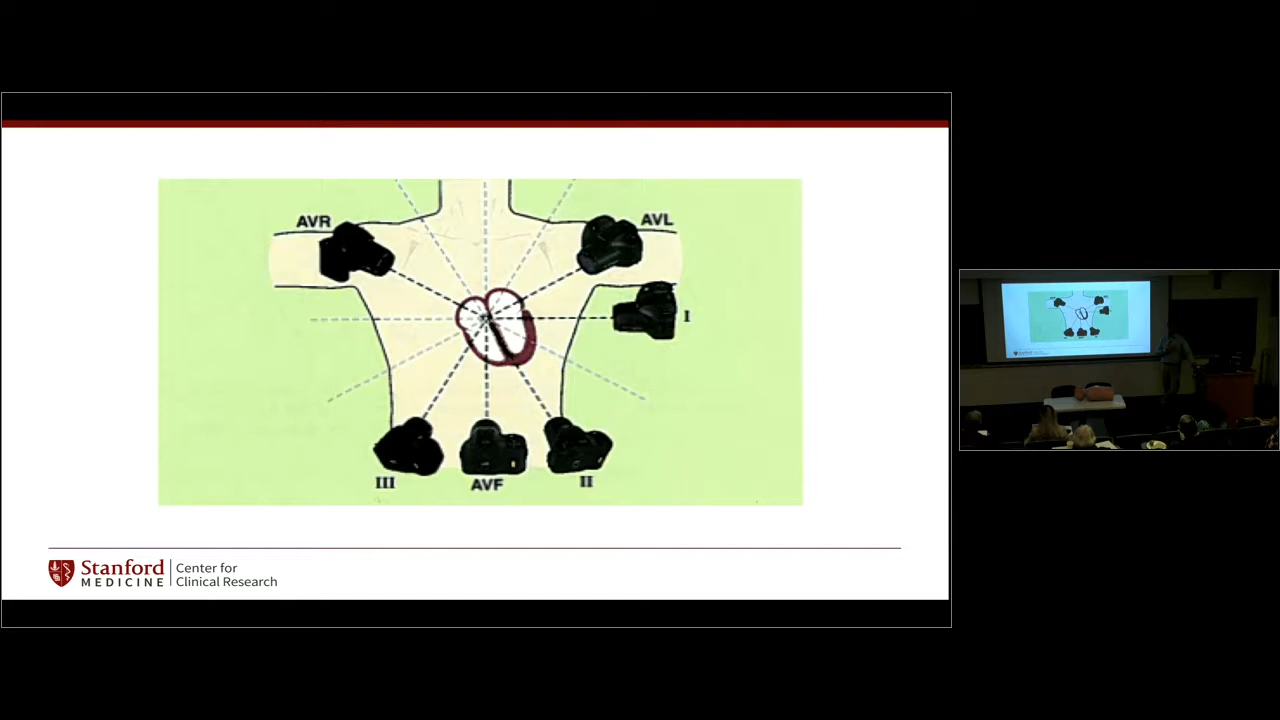 AVR
AVL
I
III
AVF
II
Stanford
MEDICINE
Center for
Clinical Research